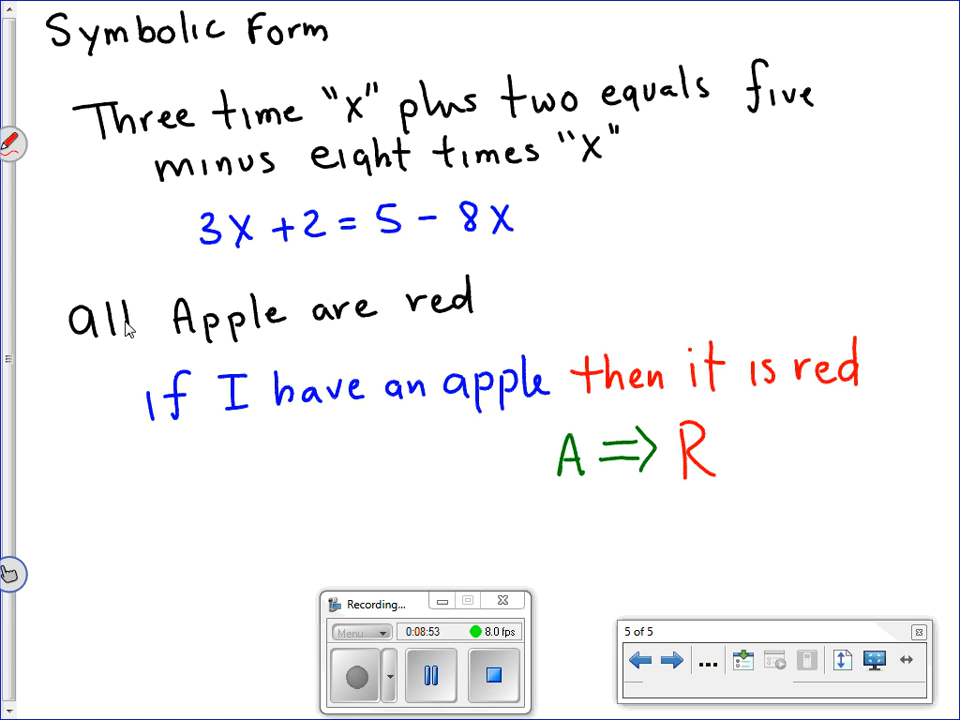 Symbolic Form
Three time "x" plus two equals five
minus eight times "x"
3x + 2 = 5 - 8x
all Apple are red
if I have an apple then it is red
A => R
Recording...
Menu 0:08:53 8.0 fps
5 of 5
...